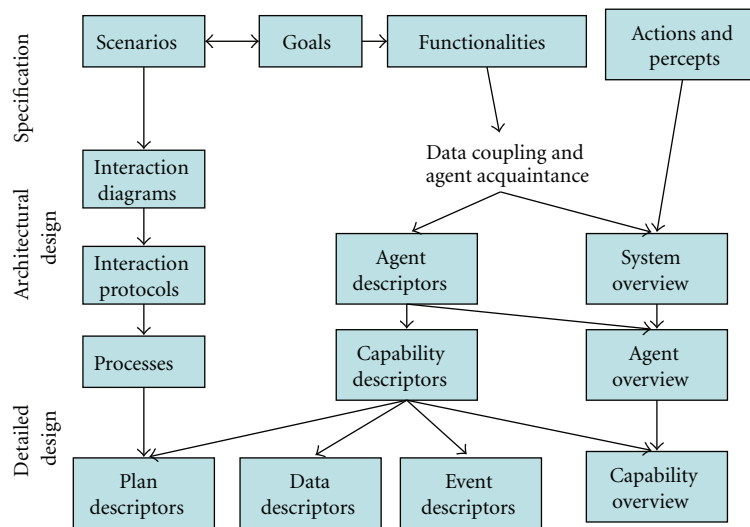 Specification
Scenarios
Goals
Functionalities
Actions and
percepts
Data coupling and
agent acquaintance
Architectural
design
Interaction
diagrams
Interaction
protocols
Agent
descriptors
System
overview
Processes
Capability
descriptors
Agent
overview
Detailed
design
Plan
descriptors
Data
descriptors
Event
descriptors
Capability
overview